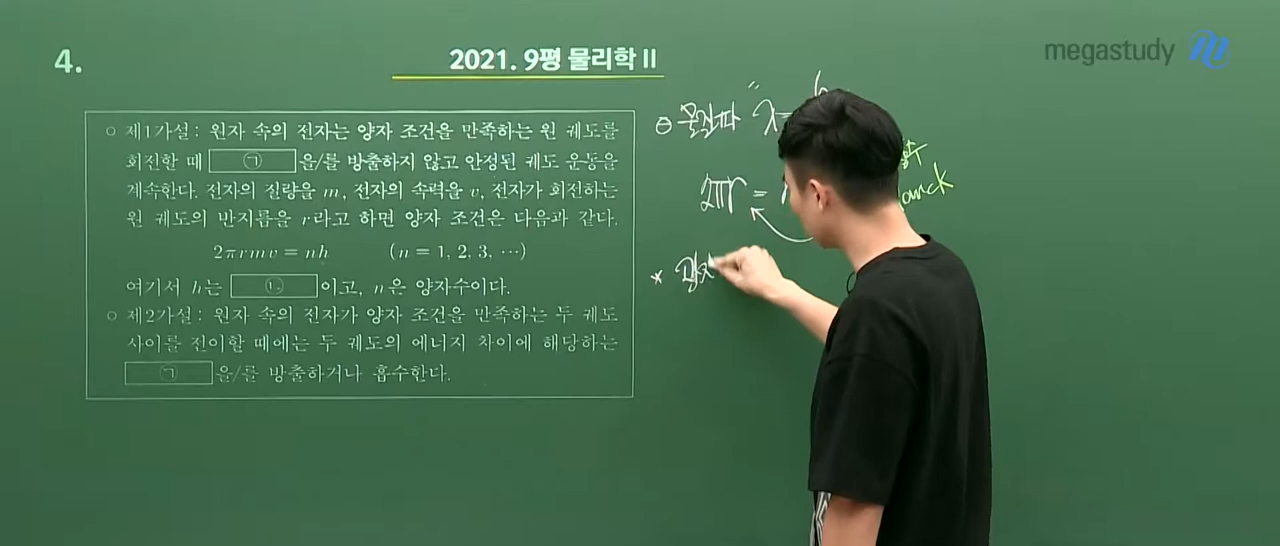 4.
2021. 9평 물리학 II
megastudy
○ 제1가설 : 원자 속의 전자는 양자 조건을 만족하는 원 궤도를
회전할 때 ㉠ 을/를 방출하지 않고 안정된 궤도 운동을
계속한다. 전자의 질량을 m, 전자의 속력을 v, 전자가 회전하는
원 궤도의 반지름을 r라고 하면 양자 조건은 다음과 같다.
2πrmv = nh (n = 1, 2, 3, ⋯)
여기서 h는 ㉡ 이고, n은 양자수이다.
○ 제2가설 : 원자 속의 전자가 양자 조건을 만족하는 두 궤도
사이를 전이할 때에는 두 궤도의 에너지 차이에 해당하는
㉠ 을/를 방출하거나 흡수한다.
물질파 λ=
2πr =